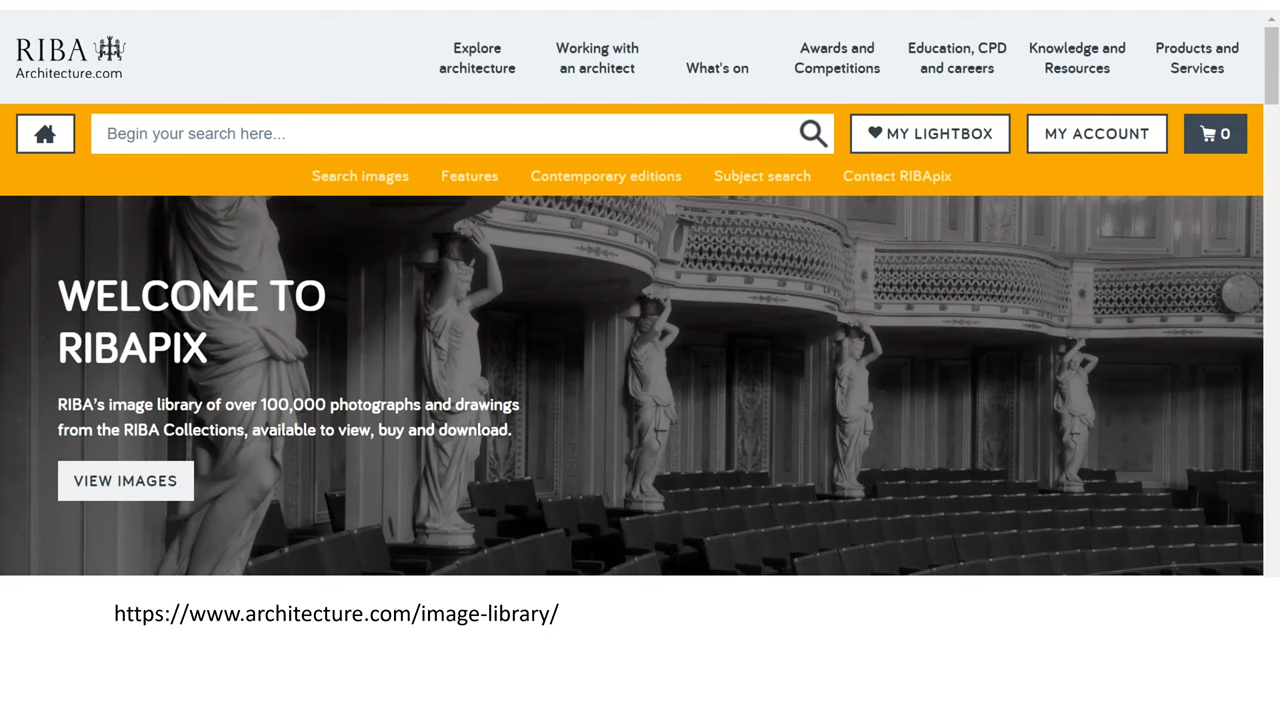 RIBA
Architecture.com
Explore
architecture
Working with
an architect
What's on
Awards and
Competitions
Education, CPD
and careers
Knowledge and
Resources
Products and
Services
Begin your search here...
MY LIGHTBOX
MY ACCOUNT
0
Search images
Features
Contemporary editions
Subject search
Contact RIBApix
WELCOME TO
RIBAPIX
RIBA’s image library of over 100,000 photographs and drawings
from the RIBA Collections, available to view, buy and download.
VIEW IMAGES
https://www.architecture.com/image-library/